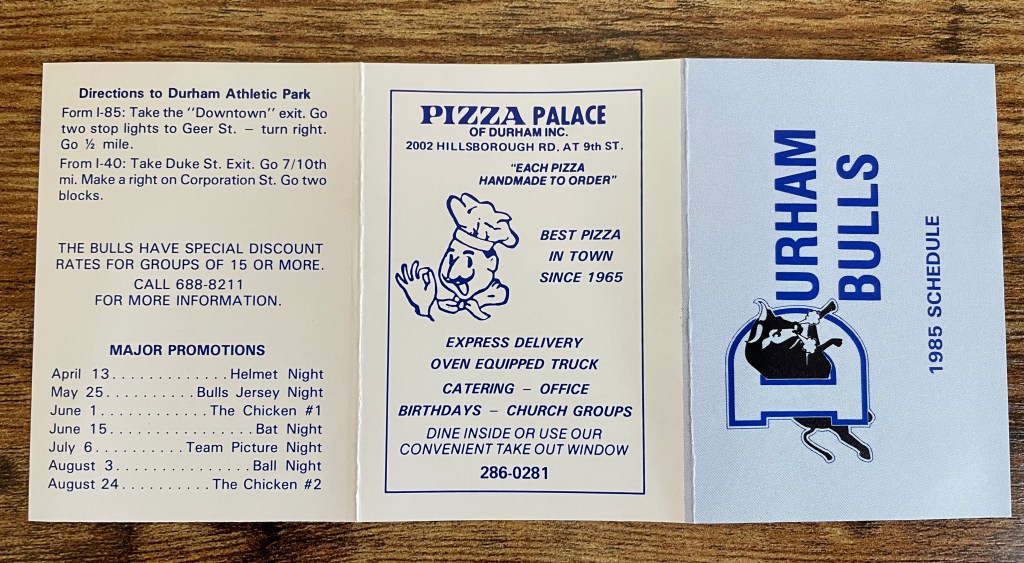 Directions to Durham Athletic Park
Form I-85: Take the "Downtown" exit. Go
two stop lights to Geer St. – turn right.
Go ½ mile.
From I-40: Take Duke St. Exit. Go 7/10th
mi. Make a right on Corporation St. Go two
blocks.
THE BULLS HAVE SPECIAL DISCOUNT
RATES FOR GROUPS OF 15 OR MORE.
CALL 688-8211
FOR MORE INFORMATION.
MAJOR PROMOTIONS
April 13.............Helmet Night
May 25..........Bulls Jersey Night
June 1............The Chicken #1
June 15................Bat Night
July 6...........Team Picture Night
August 3...............Ball Night
August 24..........The Chicken #2
PIZZA PALACE
OF DURHAM INC.
2002 HILLSBOROUGH RD. AT 9th ST.
"EACH PIZZA
HANDMADE TO ORDER"
BEST PIZZA
IN TOWN
SINCE 1965
EXPRESS DELIVERY
OVEN EQUIPPED TRUCK
CATERING – OFFICE
BIRTHDAYS – CHURCH GROUPS
DINE INSIDE OR USE OUR
CONVENIENT TAKE OUT WINDOW
286-0281
DURHAM
BULLS
1985 SCHEDULE